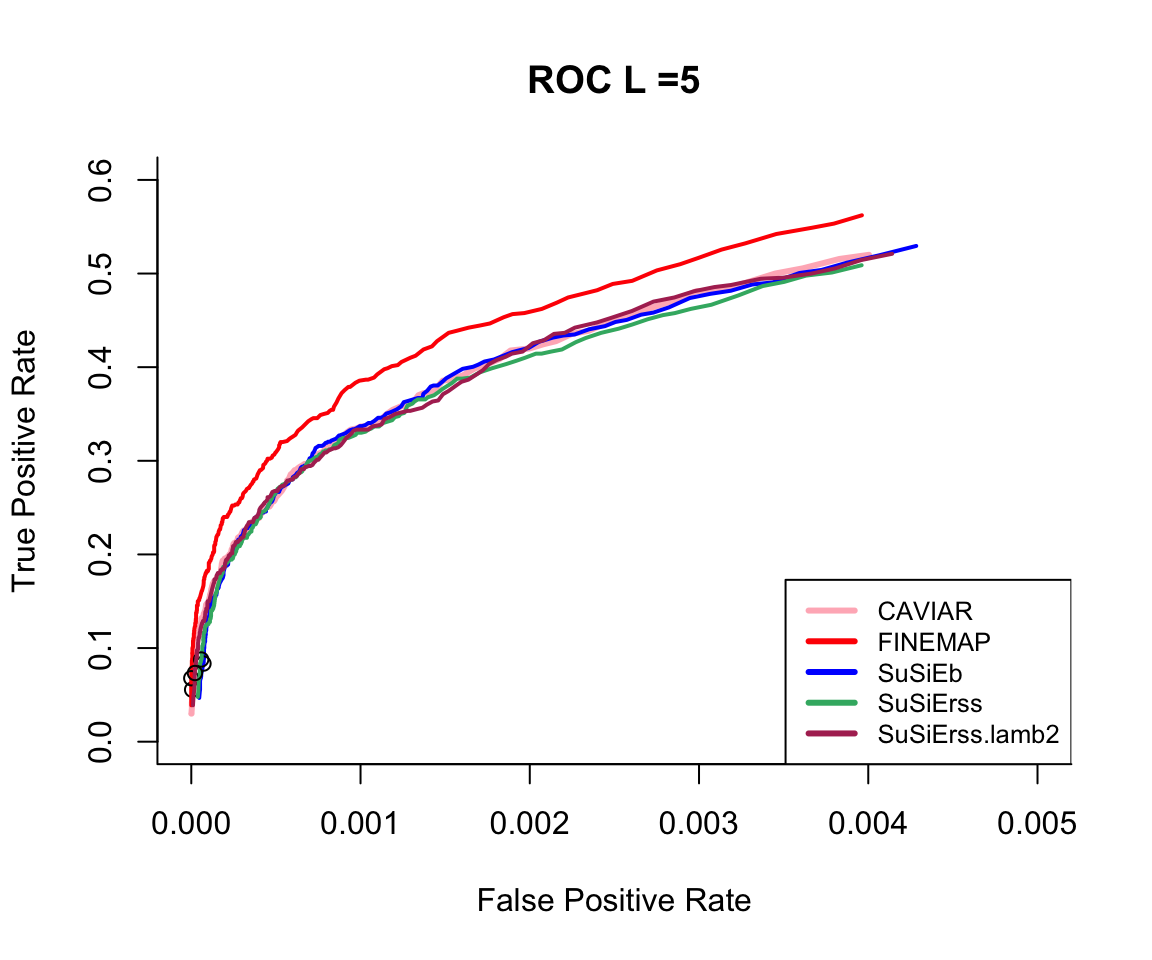 ROC L =5
True Positive Rate
0.6
0.5
0.4
0.3
0.2
0.1
0.0
CAVIAR
FINEMAP
SuSiEb
SuSiErss
SuSiErss.lamb2
0.000 0.001 0.002 0.003 0.004 0.005
False Positive Rate